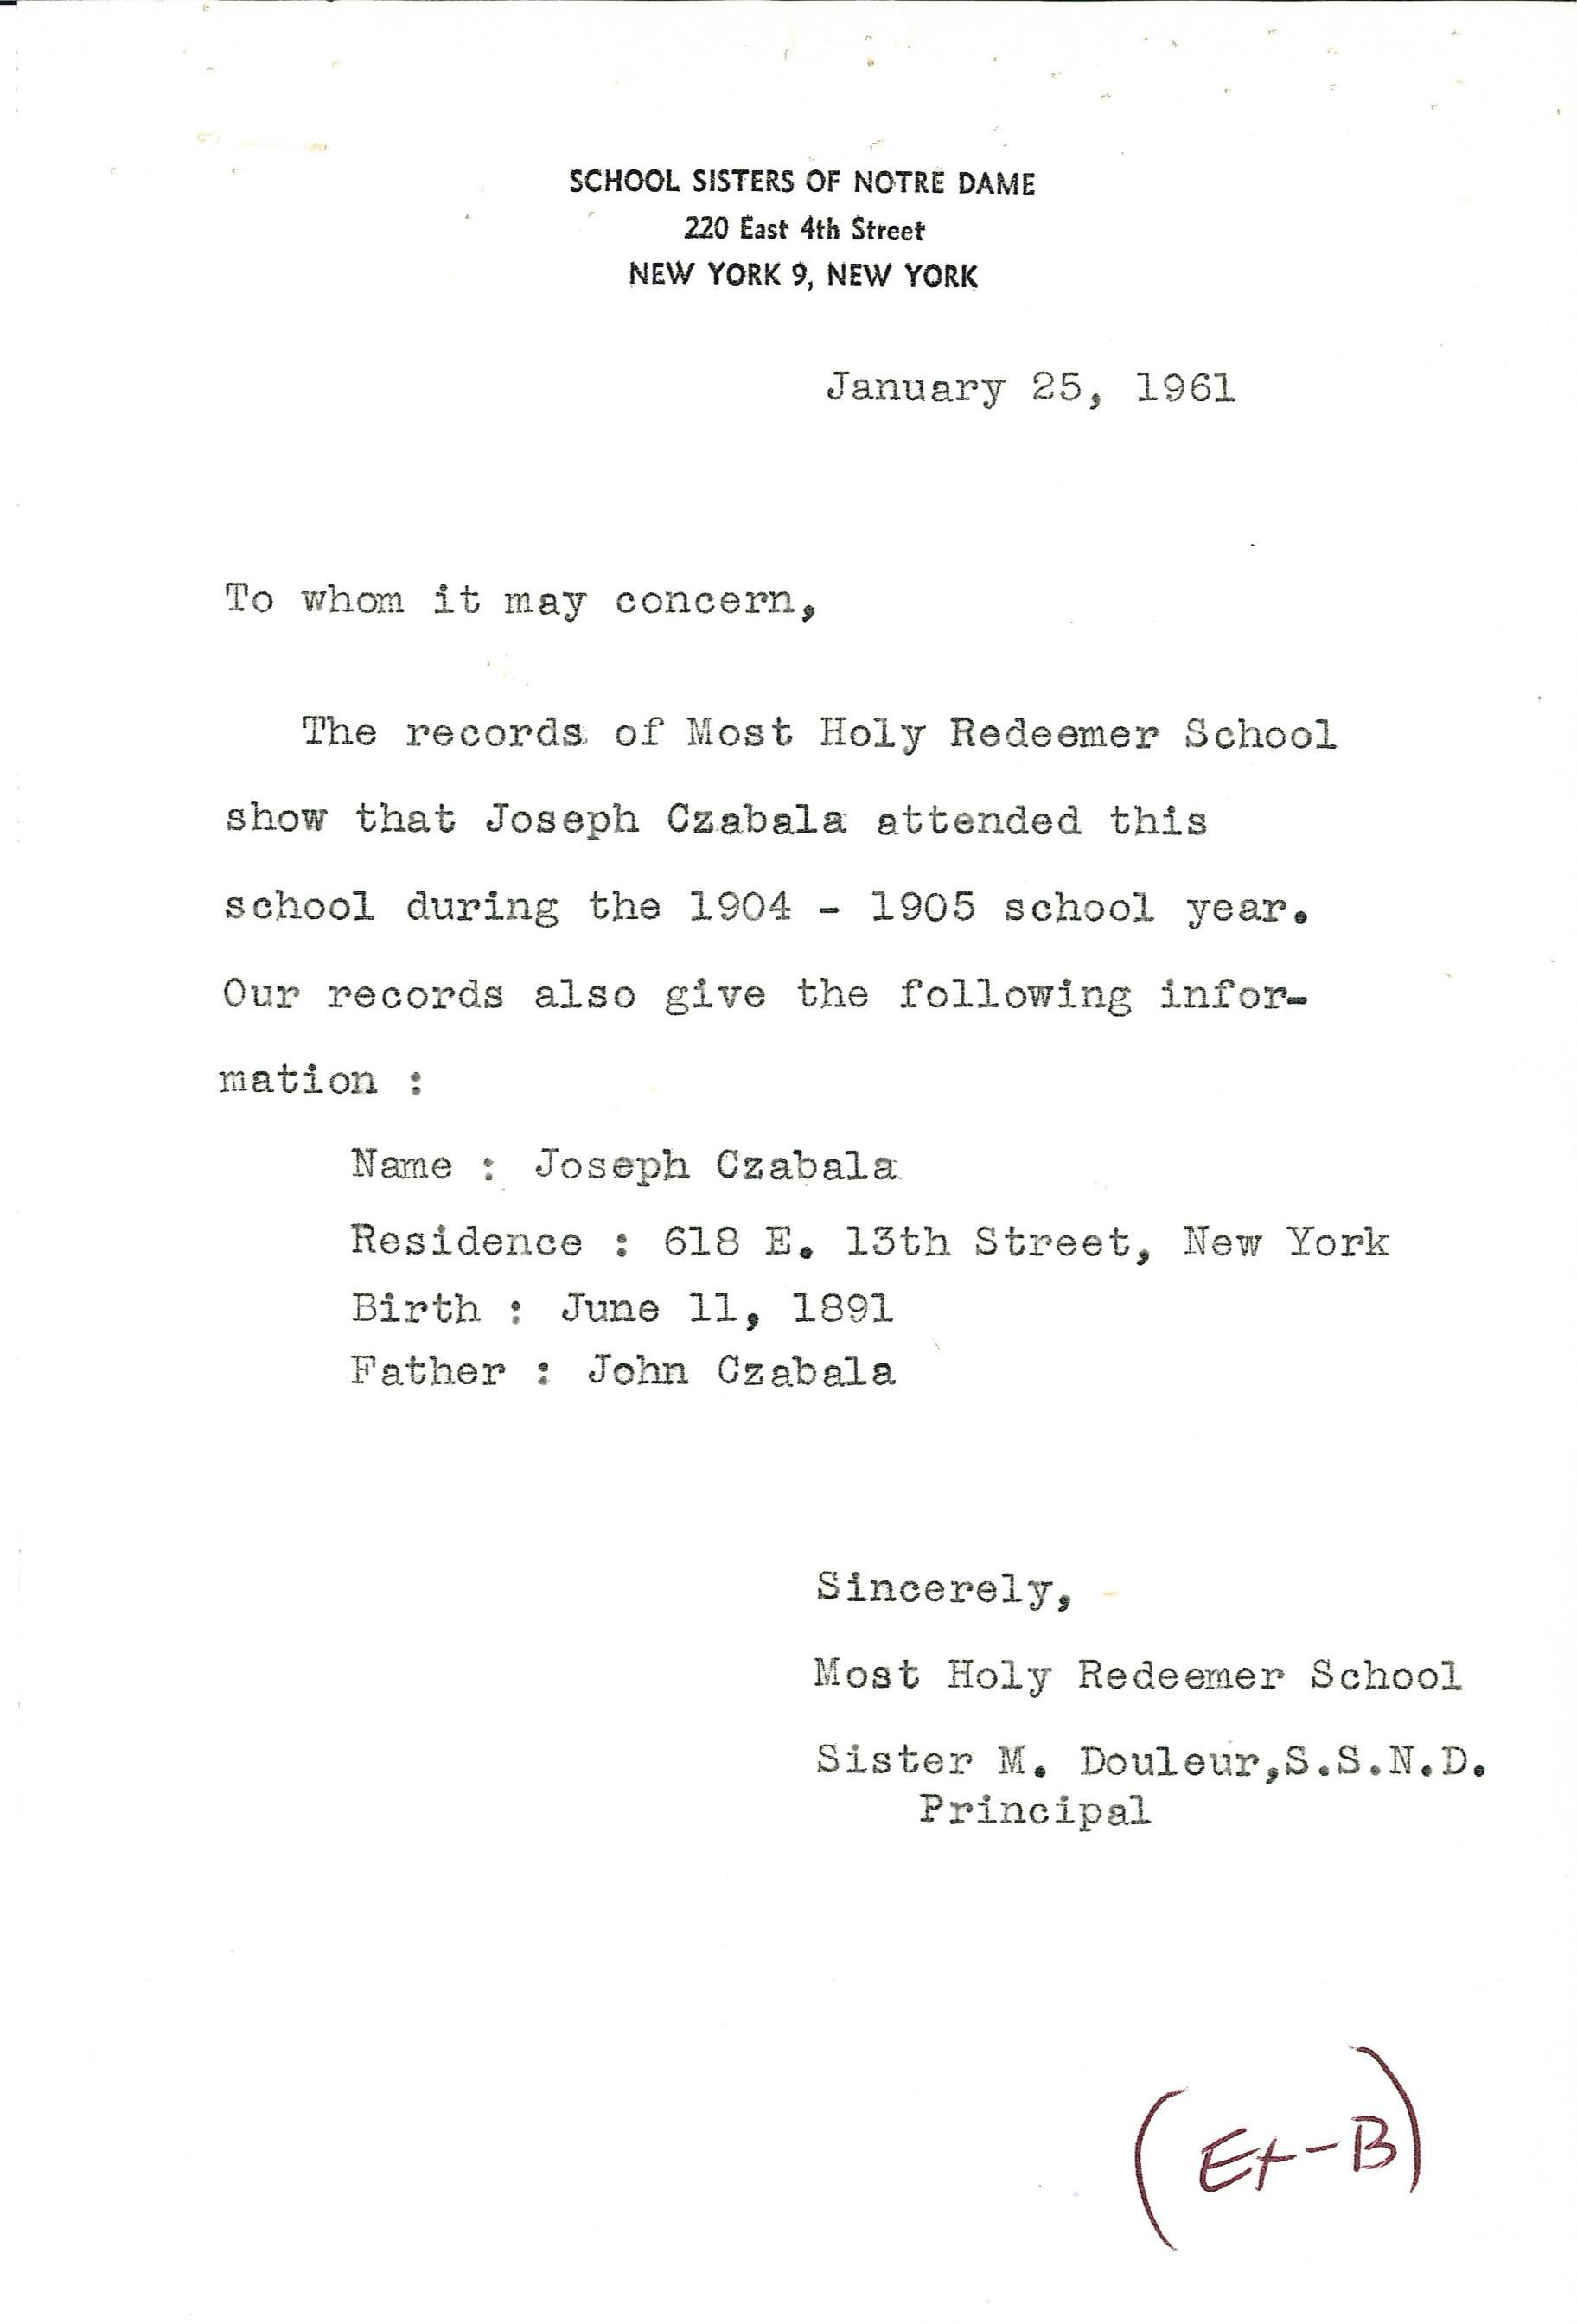 SCHOOL SISTERS OF NOTRE DAME
220 East 4th Street
NEW YORK 9, NEW YORK
January 25, 1961
To whom it may concern,
The records of Most Holy Redeemer School
show that Joseph Czabala attended this
school during the 1904 - 1905 school year.
Our records also give the following infor-
mation :
Name : Joseph Czabala
Residence : 618 E. 13th Street, New York
Birth : June 11, 1891
Father : John Czabala
Sincerely,
Most Holy Redeemer School
Sister M. Douleur,S.S.N.D.
Principal
(Ex-B)